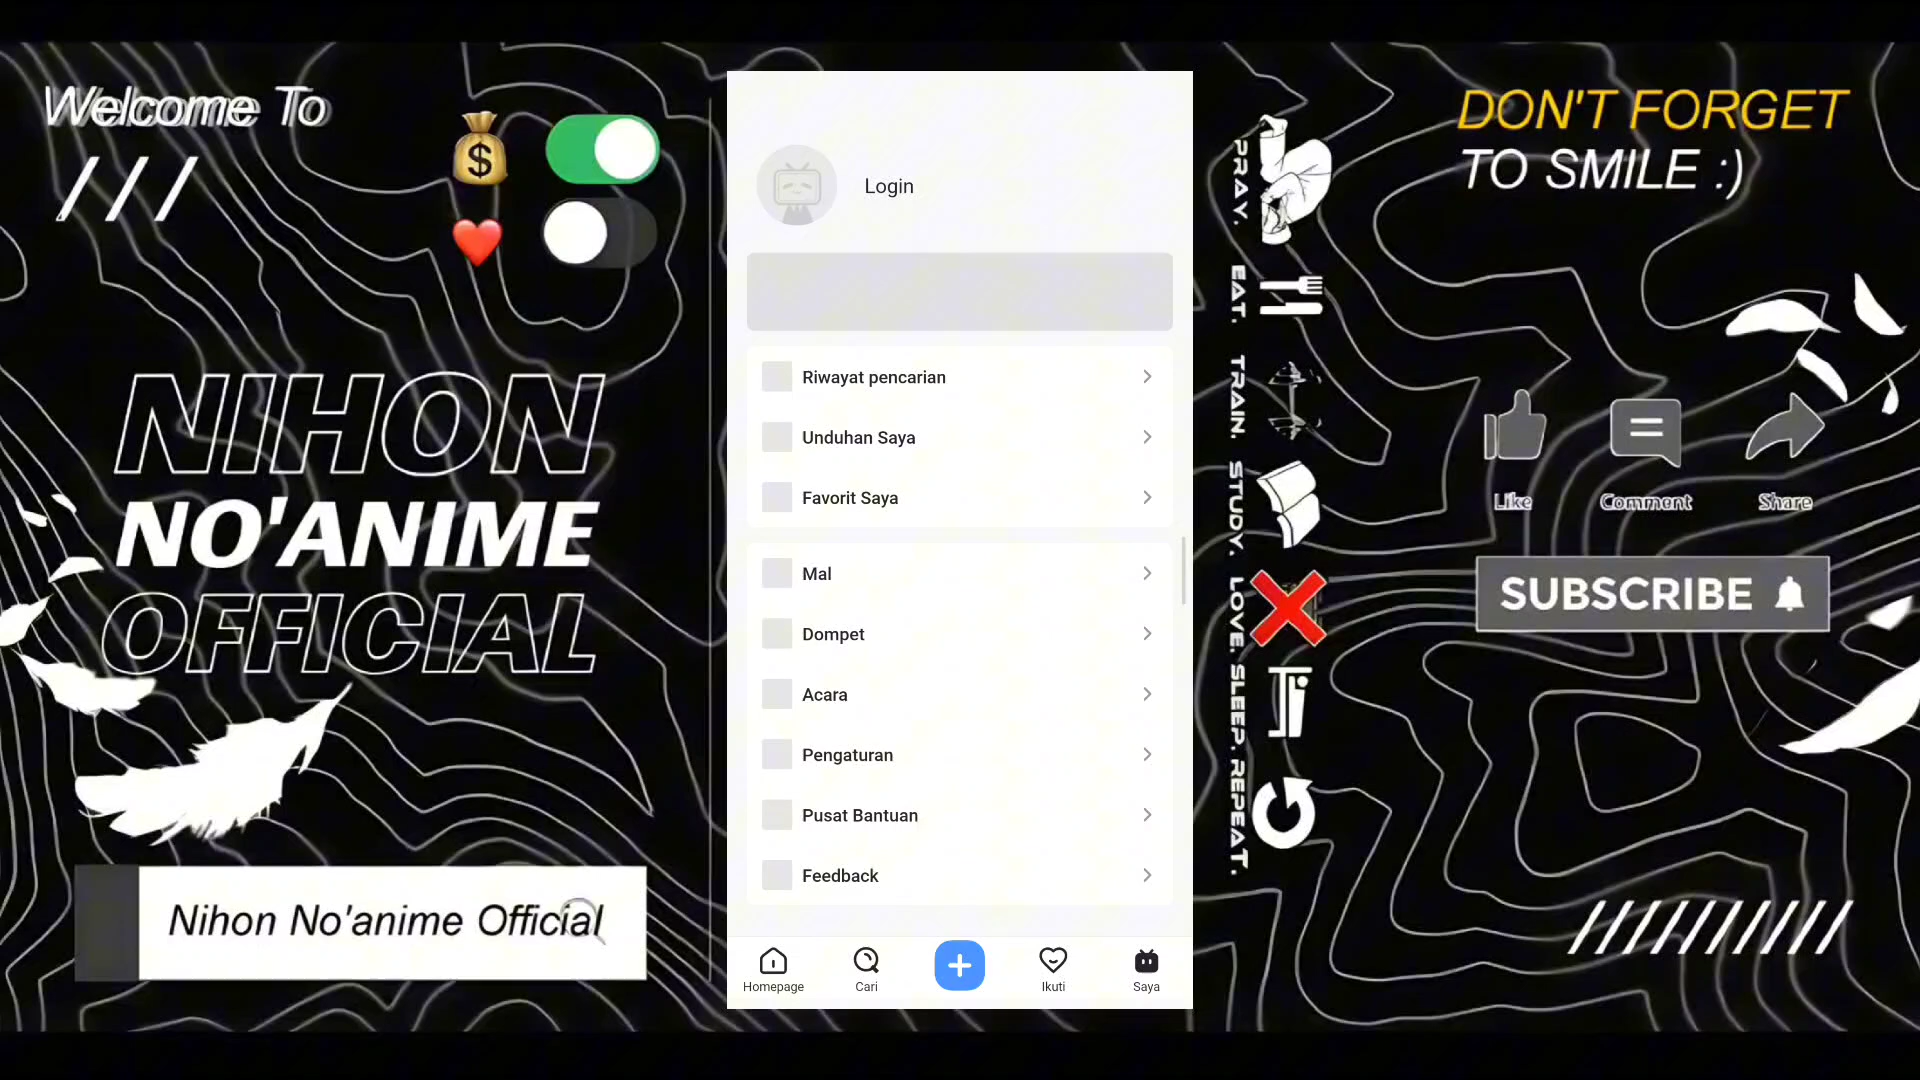 Welcome To
NIHON
NO'ANIME
OFFICIAL
Nihon No'anime Official
Login
Riwayat pencarian
Unduhan Saya
Favorit Saya
Mal
Dompet
Acara
Pengaturan
Pusat Bantuan
Feedback
Homepage
Cari
Ikuti
Saya
PRAY.
EAT.
TRAIN.
STUDY.
LOVE.
SLEEP.
REPEAT.
DON'T FORGET
TO SMILE :)
Like
Comment
Share
SUBSCRIBE